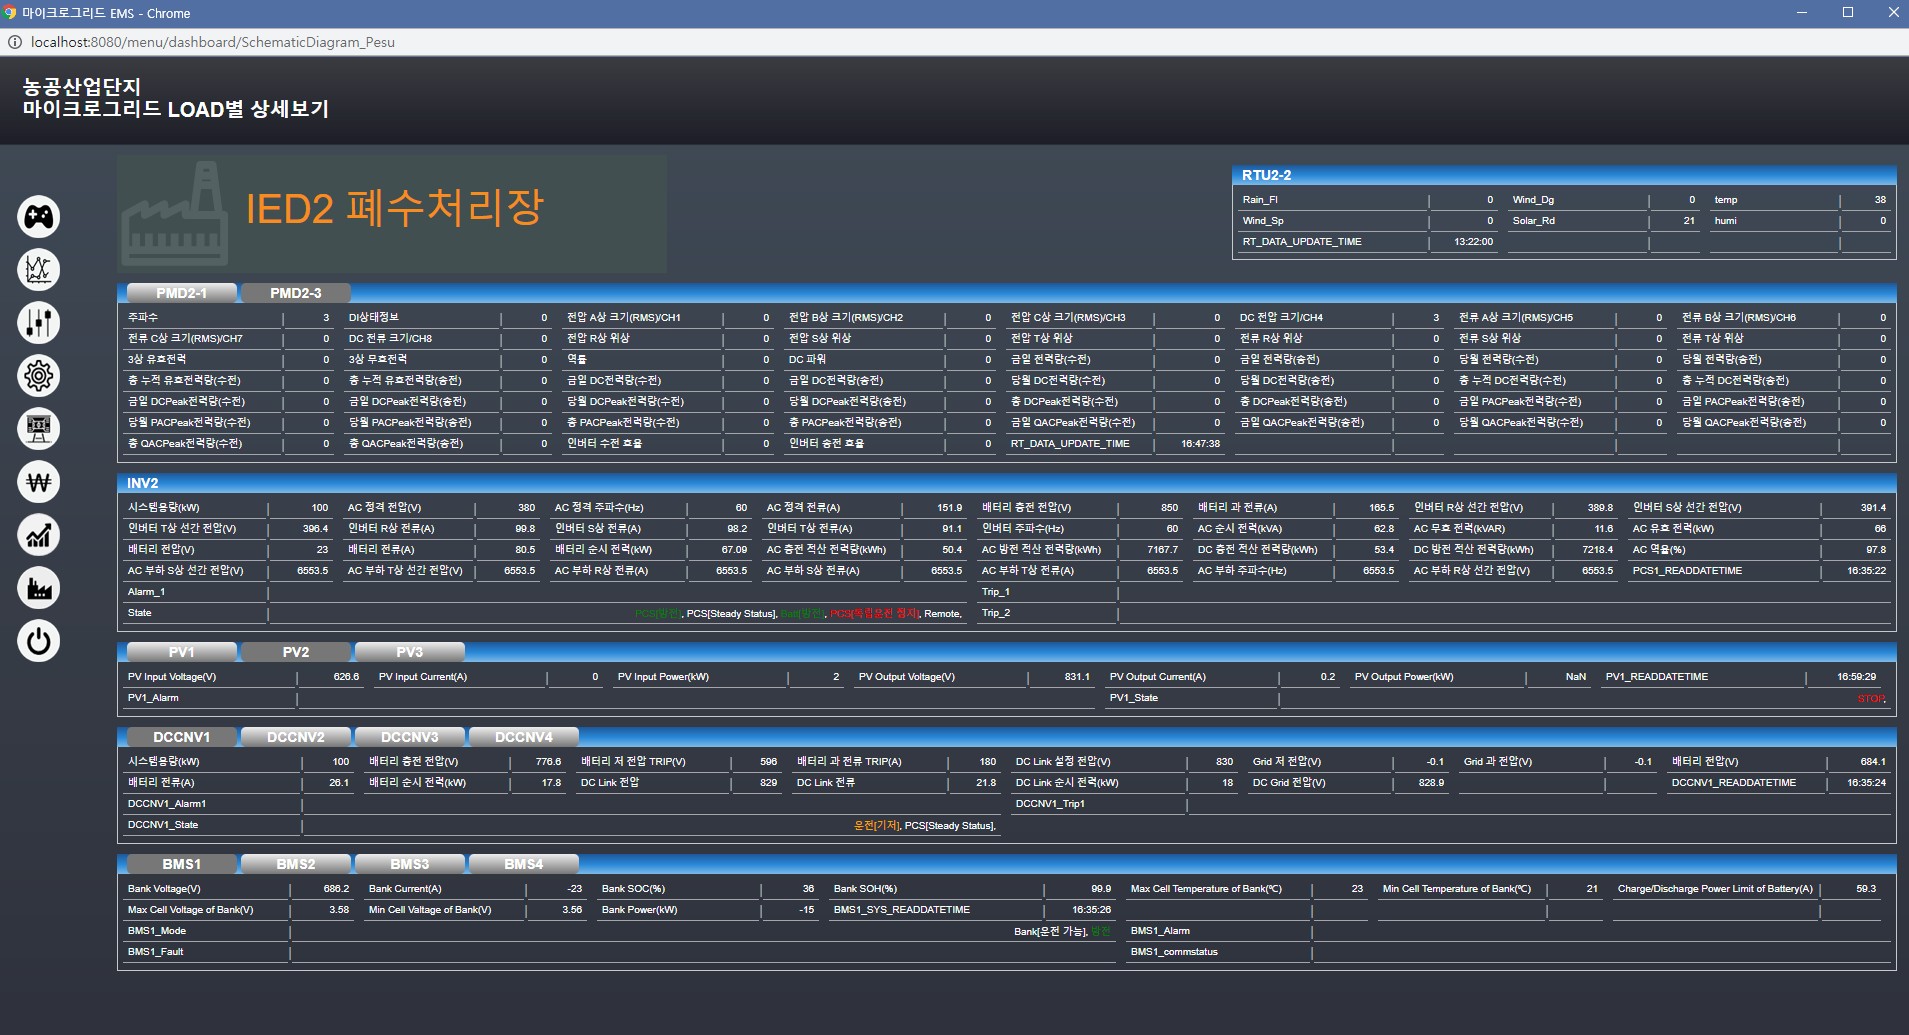 마이크로그리드 EMS - Chrome
localhost:8080/menu/dashboard/SchematicDiagram_Pesu
농공산업단지
마이크로그리드 LOAD별 상세보기
IED2 폐수처리장
RTU2-2
Rain_Fl 0 Wind_Dg 0 temp 38
Wind_Sp 0 Solar_Rd 21 humi 0
RT_DATA_UPDATE_TIME 13:22:00
PMD2-1 PMD2-3
주파수 3 DI상태정보 0 전압 A상 크기(RMS)/CH1 0 전압 B상 크기(RMS)/CH2 0 전압 C상 크기(RMS)/CH3 0 DC 전압 크기/CH4 3 전류 A상 크기(RMS)/CH5 0 전류 B상 크기(RMS)/CH6 0
전류 C상 크기(RMS)/CH7 0 DC 전류 크기/CH8 0 전압 R상 위상 0 전압 S상 위상 0 전압 T상 위상 0 전류 R상 위상 0 전류 S상 위상 0 전류 T상 위상 0
3상 유효전력 0 3상 무효전력 0 역률 0 DC 파워 0 금일 전력량(수전) 0 금일 전력량(송전) 0 당월 전력량(수전) 0 당월 전력량(송전) 0
총 누적 유효전력량(수전) 0 총 누적 유효전력량(송전) 0 금일 DC전력량(수전) 0 금일 DC전력량(송전) 0 당월 DC전력량(수전) 0 당월 DC전력량(송전) 0 총 누적 DC전력량(수전) 0 총 누적 DC전력량(송전) 0
금일 DCPeak전력량(수전) 0 금일 DCPeak전력량(송전) 0 당월 DCPeak전력량(수전) 0 당월 DCPeak전력량(송전) 0 총 DCPeak전력량(수전) 0 총 DCPeak전력량(송전) 0 금일 PACPeak전력량(수전) 0 금일 PACPeak전력량(송전) 0
당월 PACPeak전력량(수전) 0 당월 PACPeak전력량(송전) 0 총 PACPeak전력량(수전) 0 총 PACPeak전력량(송전) 0 금일 QACPeak전력량(수전) 0 금일 QACPeak전력량(송전) 0 당월 QACPeak전력량(수전) 0 당월 QACPeak전력량(송전) 0
총 QACPeak전력량(수전) 0 총 QACPeak전력량(송전) 0 인버터 수전 효율 0 인버터 송전 효율 0 RT_DATA_UPDATE_TIME 16:47:38
INV2
시스템용량(kW) 100 AC 정격 전압(V) 380 AC 정격 주파수(Hz) 60 AC 정격 전류(A) 151.9 배터리 충전 전압(V) 850 배터리 과 전류(A) 165.5 인버터 R상 선간 전압(V) 389.8 인버터 S상 선간 전압(V) 391.4
인버터 T상 선간 전압(V) 396.4 인버터 R상 전류(A) 99.8 인버터 S상 전류(A) 98.2 인버터 T상 전류(A) 91.1 인버터 주파수(Hz) 60 AC 순시 전력(kVA) 62.8 AC 무효 전력(kVAR) 11.6 AC 유효 전력(kW) 66
배터리 전압(V) 23 배터리 전류(A) 80.5 배터리 순시 전력(kW) 67.09 AC 충전 적산 전력량(kWh) 50.4 AC 방전 적산 전력량(kWh) 7167.7 DC 충전 적산 전력량(kWh) 53.4 DC 방전 적산 전력량(kWh) 7218.4 AC 역율(%) 97.8
AC 부하 S상 선간 전압(V) 6553.5 AC 부하 T상 선간 전압(V) 6553.5 AC 부하 R상 전류(A) 6553.5 AC 부하 S상 전류(A) 6553.5 AC 부하 T상 전류(A) 6553.5 AC 부하 주파수(Hz) 6553.5 AC 부하 R상 선간 전압(V) 6553.5 PCS1_READDATETIME 16:35:22
Alarm_1 Trip_1
State PCS[방전], PCS[Steady Status], Batt[방전], PCS[독립운전 정지], Remote, Trip_2
PV1 PV2 PV3
PV Input Voltage(V) 626.6 PV Input Current(A) 0 PV Input Power(kW) 2 PV Output Voltage(V) 831.1 PV Output Current(A) 0.2 PV Output Power(kW) NaN PV1_READDATETIME 16:59:29
PV1_Alarm PV1_State STOP,
DCCNV1 DCCNV2 DCCNV3 DCCNV4
시스템용량(kW) 100 배터리 충전 전압(V) 776.6 배터리 저 전압 TRIP(V) 596 배터리 과 전류 TRIP(A) 180 DC Link 설정 전압(V) 830 Grid 저 전압(V) -0.1 Grid 과 전압(V) -0.1 배터리 전압(V) 684.1
배터리 전류(A) 26.1 배터리 순시 전력(kW) 17.8 DC Link 전압 829 DC Link 전류 21.8 DC Link 순시 전력(kW) 18 DC Grid 전압(V) 828.9 DCCNV1_READDATETIME 16:35:24
DCCNV1_Alarm1 DCCNV1_Trip1
DCCNV1_State 운전[기저], PCS[Steady Status],
BMS1 BMS2 BMS3 BMS4
Bank Voltage(V) 686.2 Bank Current(A) -23 Bank SOC(%) 36 Bank SOH(%) 99.9 Max Cell Temperature of Bank(℃) 23 Min Cell Temperature of Bank(℃) 21 Charge/Discharge Power Limit of Battery(A) 59.3
Max Cell Voltage of Bank(V) 3.58 Min Cell Valtage of Bank(V) 3.56 Bank Power(kW) -15 BMS1_SYS_READDATETIME 16:35:26
BMS1_Mode Bank[운전 가능], 방전 BMS1_Alarm
BMS1_Fault BMS1_commstatus